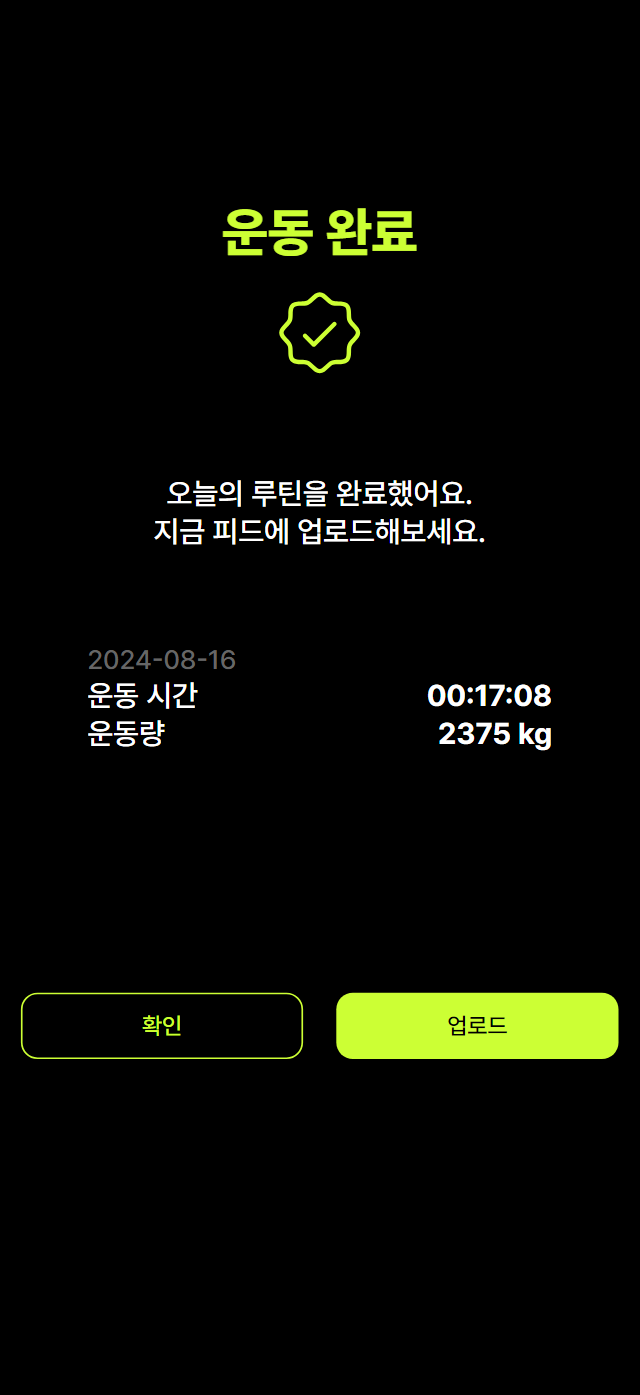 운동 완료
오늘의 루틴을 완료했어요.
지금 피드에 업로드해보세요.
2024-08-16
운동 시간 00:17:08
운동량 2375 kg
확인 업로드